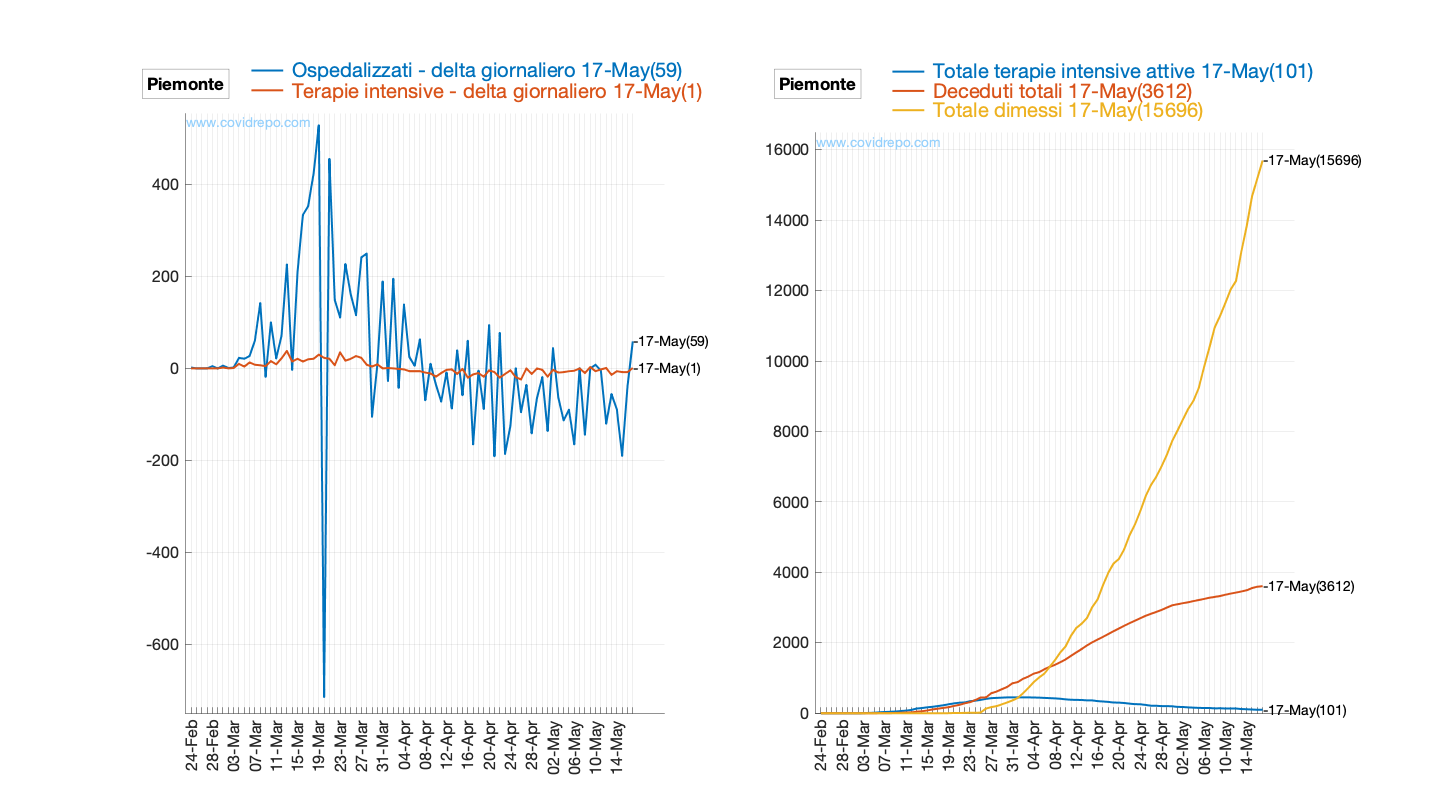 Piemonte
Ospedalizzati - delta giornaliero 17-May(59)
Terapie intensive - delta giornaliero 17-May(1)
www.covidrepo.com
400
200
0
-200
-400
-600
17-May(59)
17-May(1)
24-Feb
28-Feb
03-Mar
07-Mar
11-Mar
15-Mar
19-Mar
23-Mar
27-Mar
31-Mar
04-Apr
08-Apr
12-Apr
16-Apr
20-Apr
24-Apr
28-Apr
02-May
06-May
10-May
14-May
Piemonte
Totale terapie intensive attive 17-May(101)
Deceduti totali 17-May(3612)
Totale dimessi 17-May(15696)
www.covidrepo.com
16000
14000
12000
10000
8000
6000
4000
2000
0
17-May(15696)
17-May(3612)
17-May(101)
24-Feb
28-Feb
03-Mar
07-Mar
11-Mar
15-Mar
19-Mar
23-Mar
27-Mar
31-Mar
04-Apr
08-Apr
12-Apr
16-Apr
20-Apr
24-Apr
28-Apr
02-May
06-May
10-May
14-May